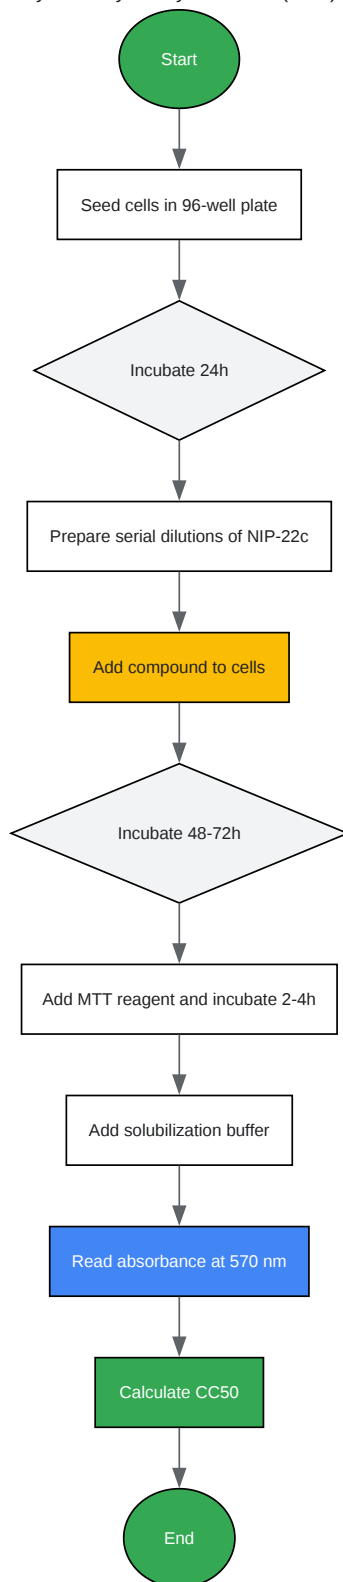 Start
Seed cells in 96-well plate
Incubate 24h
Prepare serial dilutions of NIP-22c
Add compound to cells
Incubate 48-72h
Add MTT reagent and incubate 2-4h
Add solubilization buffer
Read absorbance at 570 nm
Calculate CC50
End